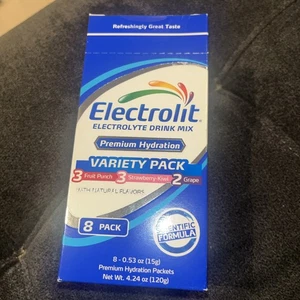 Refreshingly Great Taste
Electrolit®
ELECTROLYTE DRINK MIX
Premium Hydration
VARIETY PACK
3 Fruit Punch 3 Strawberry Kiwi 2 Grape
WITH NATURAL FLAVORS
8 PACK
SCIENTIFIC FORMULA
8 - 0.53 oz (15g)
Premium Hydration Packets
Net Wt. 4.24 oz (120g)